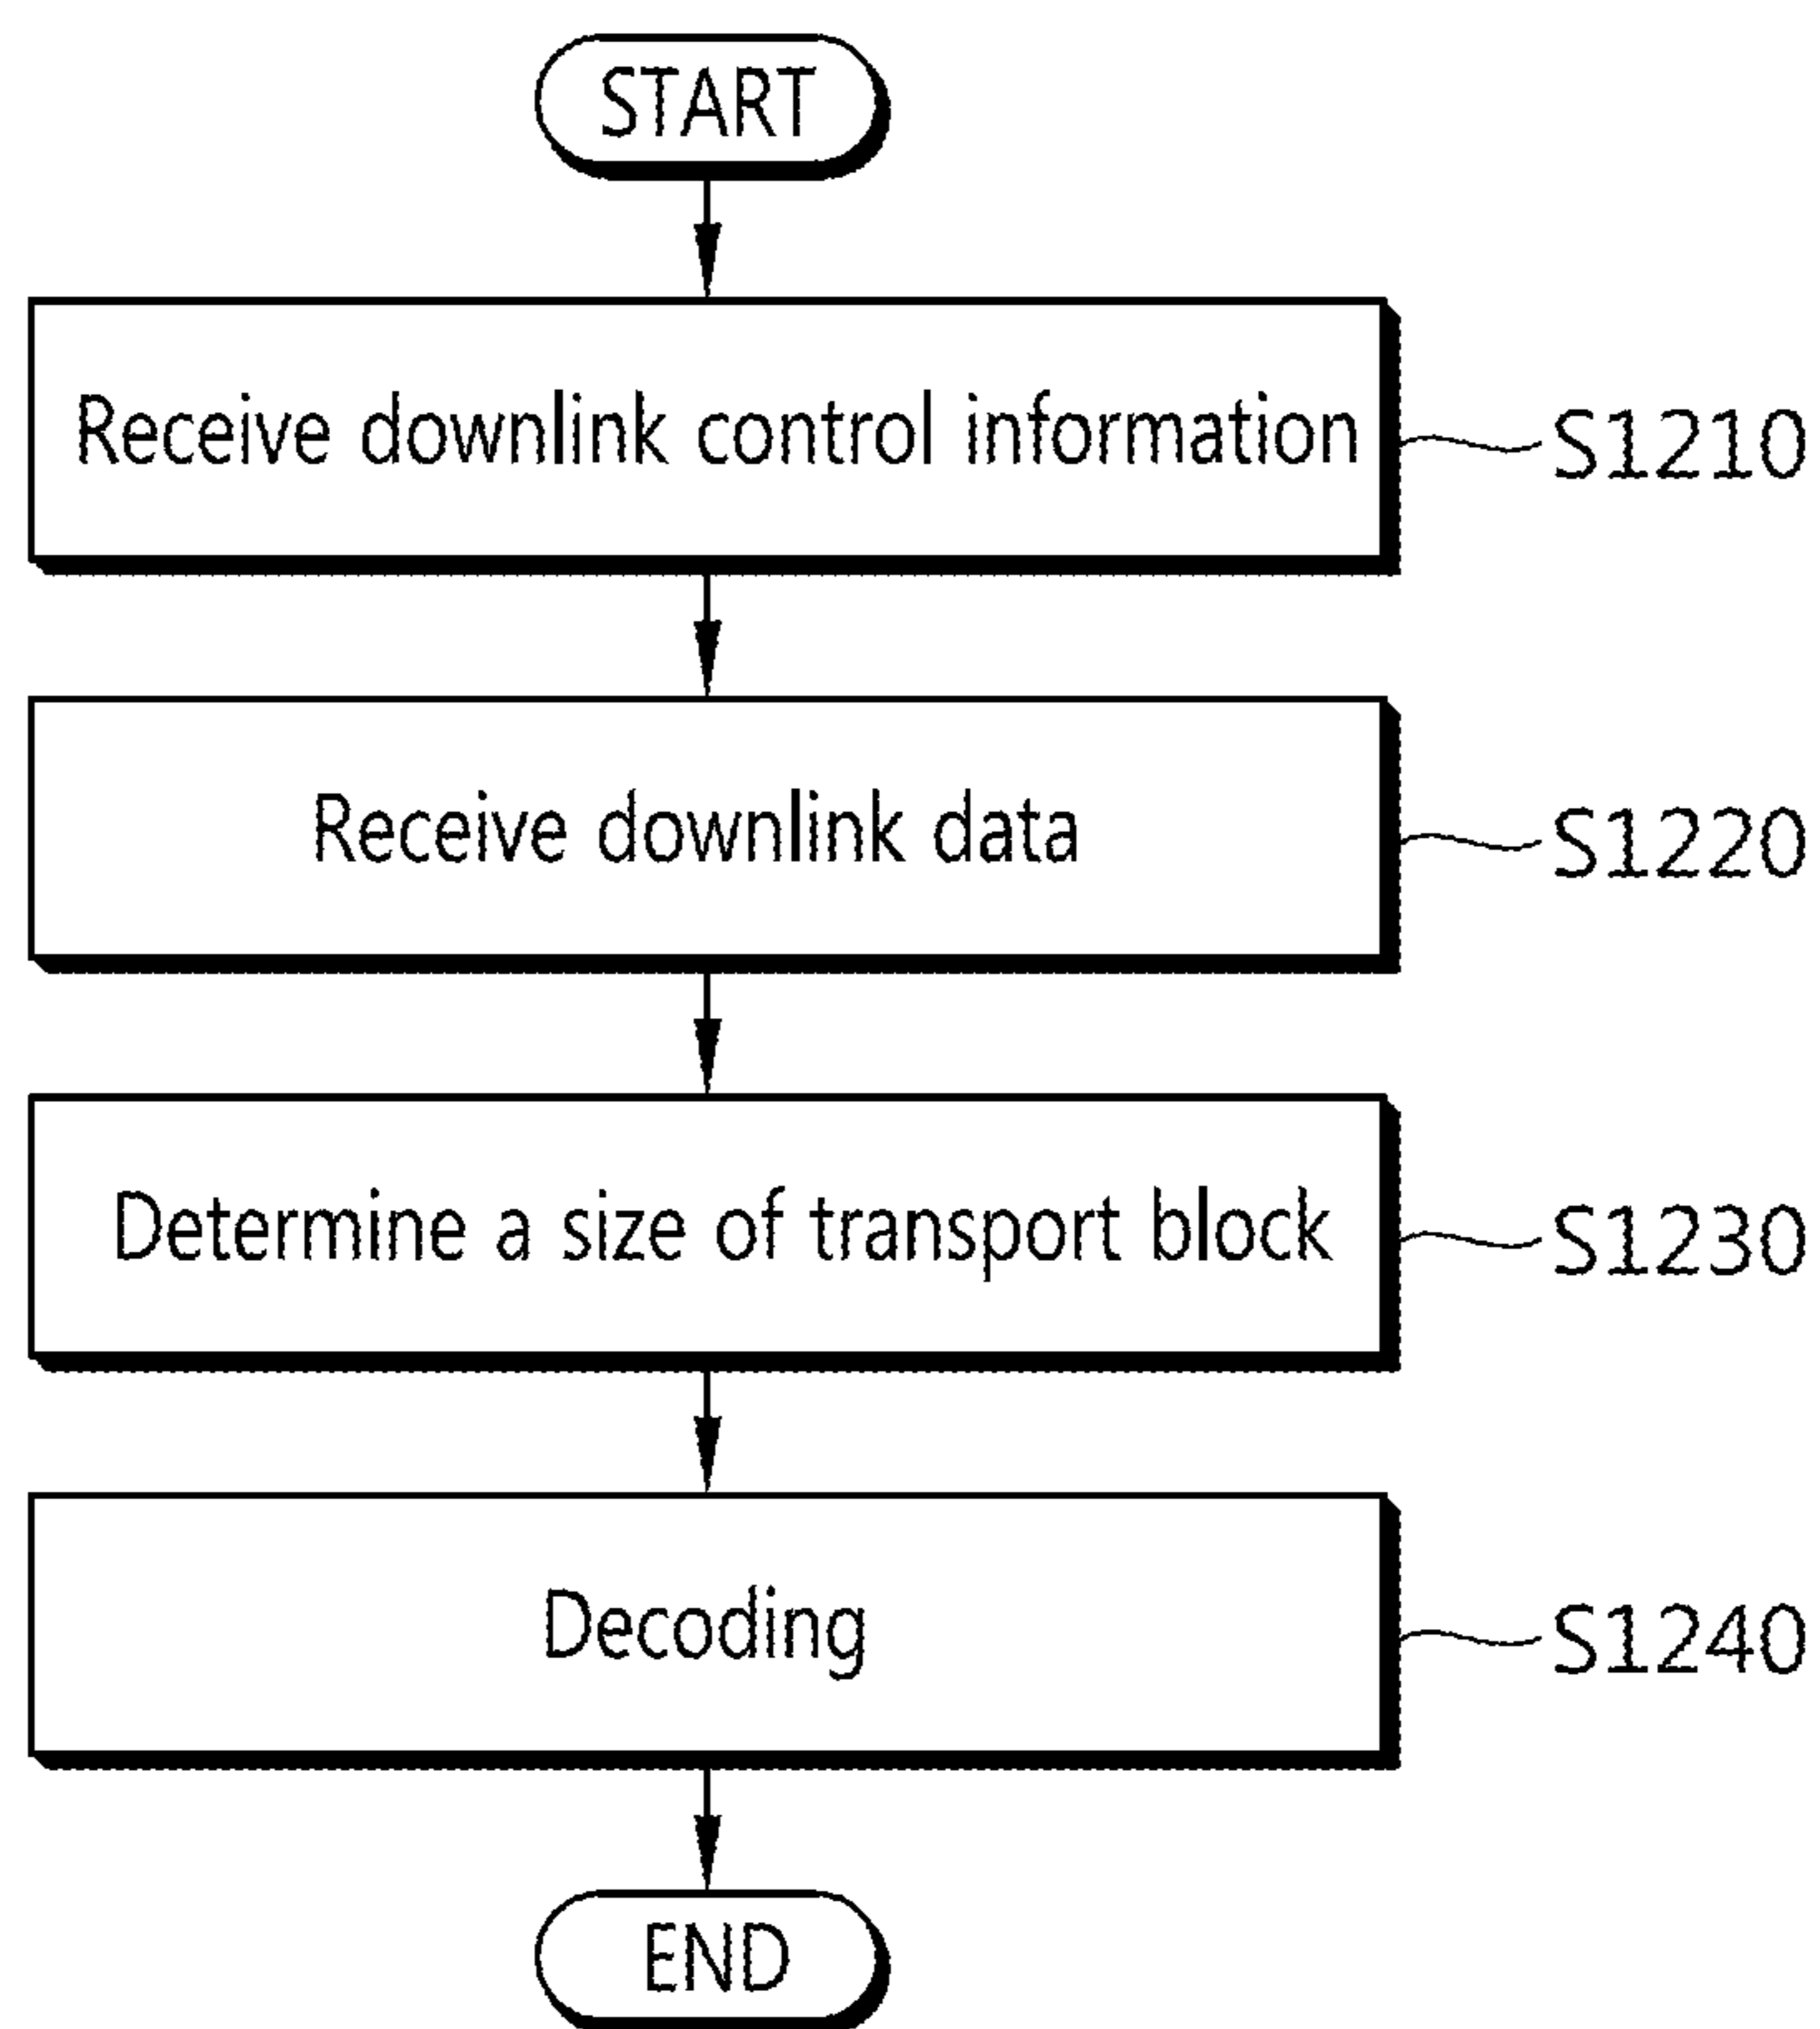 START
Receive downlink control information
S1210
Receive downlink data
S1220
Determine a size of transport block
S1230
Decoding
S1240
END